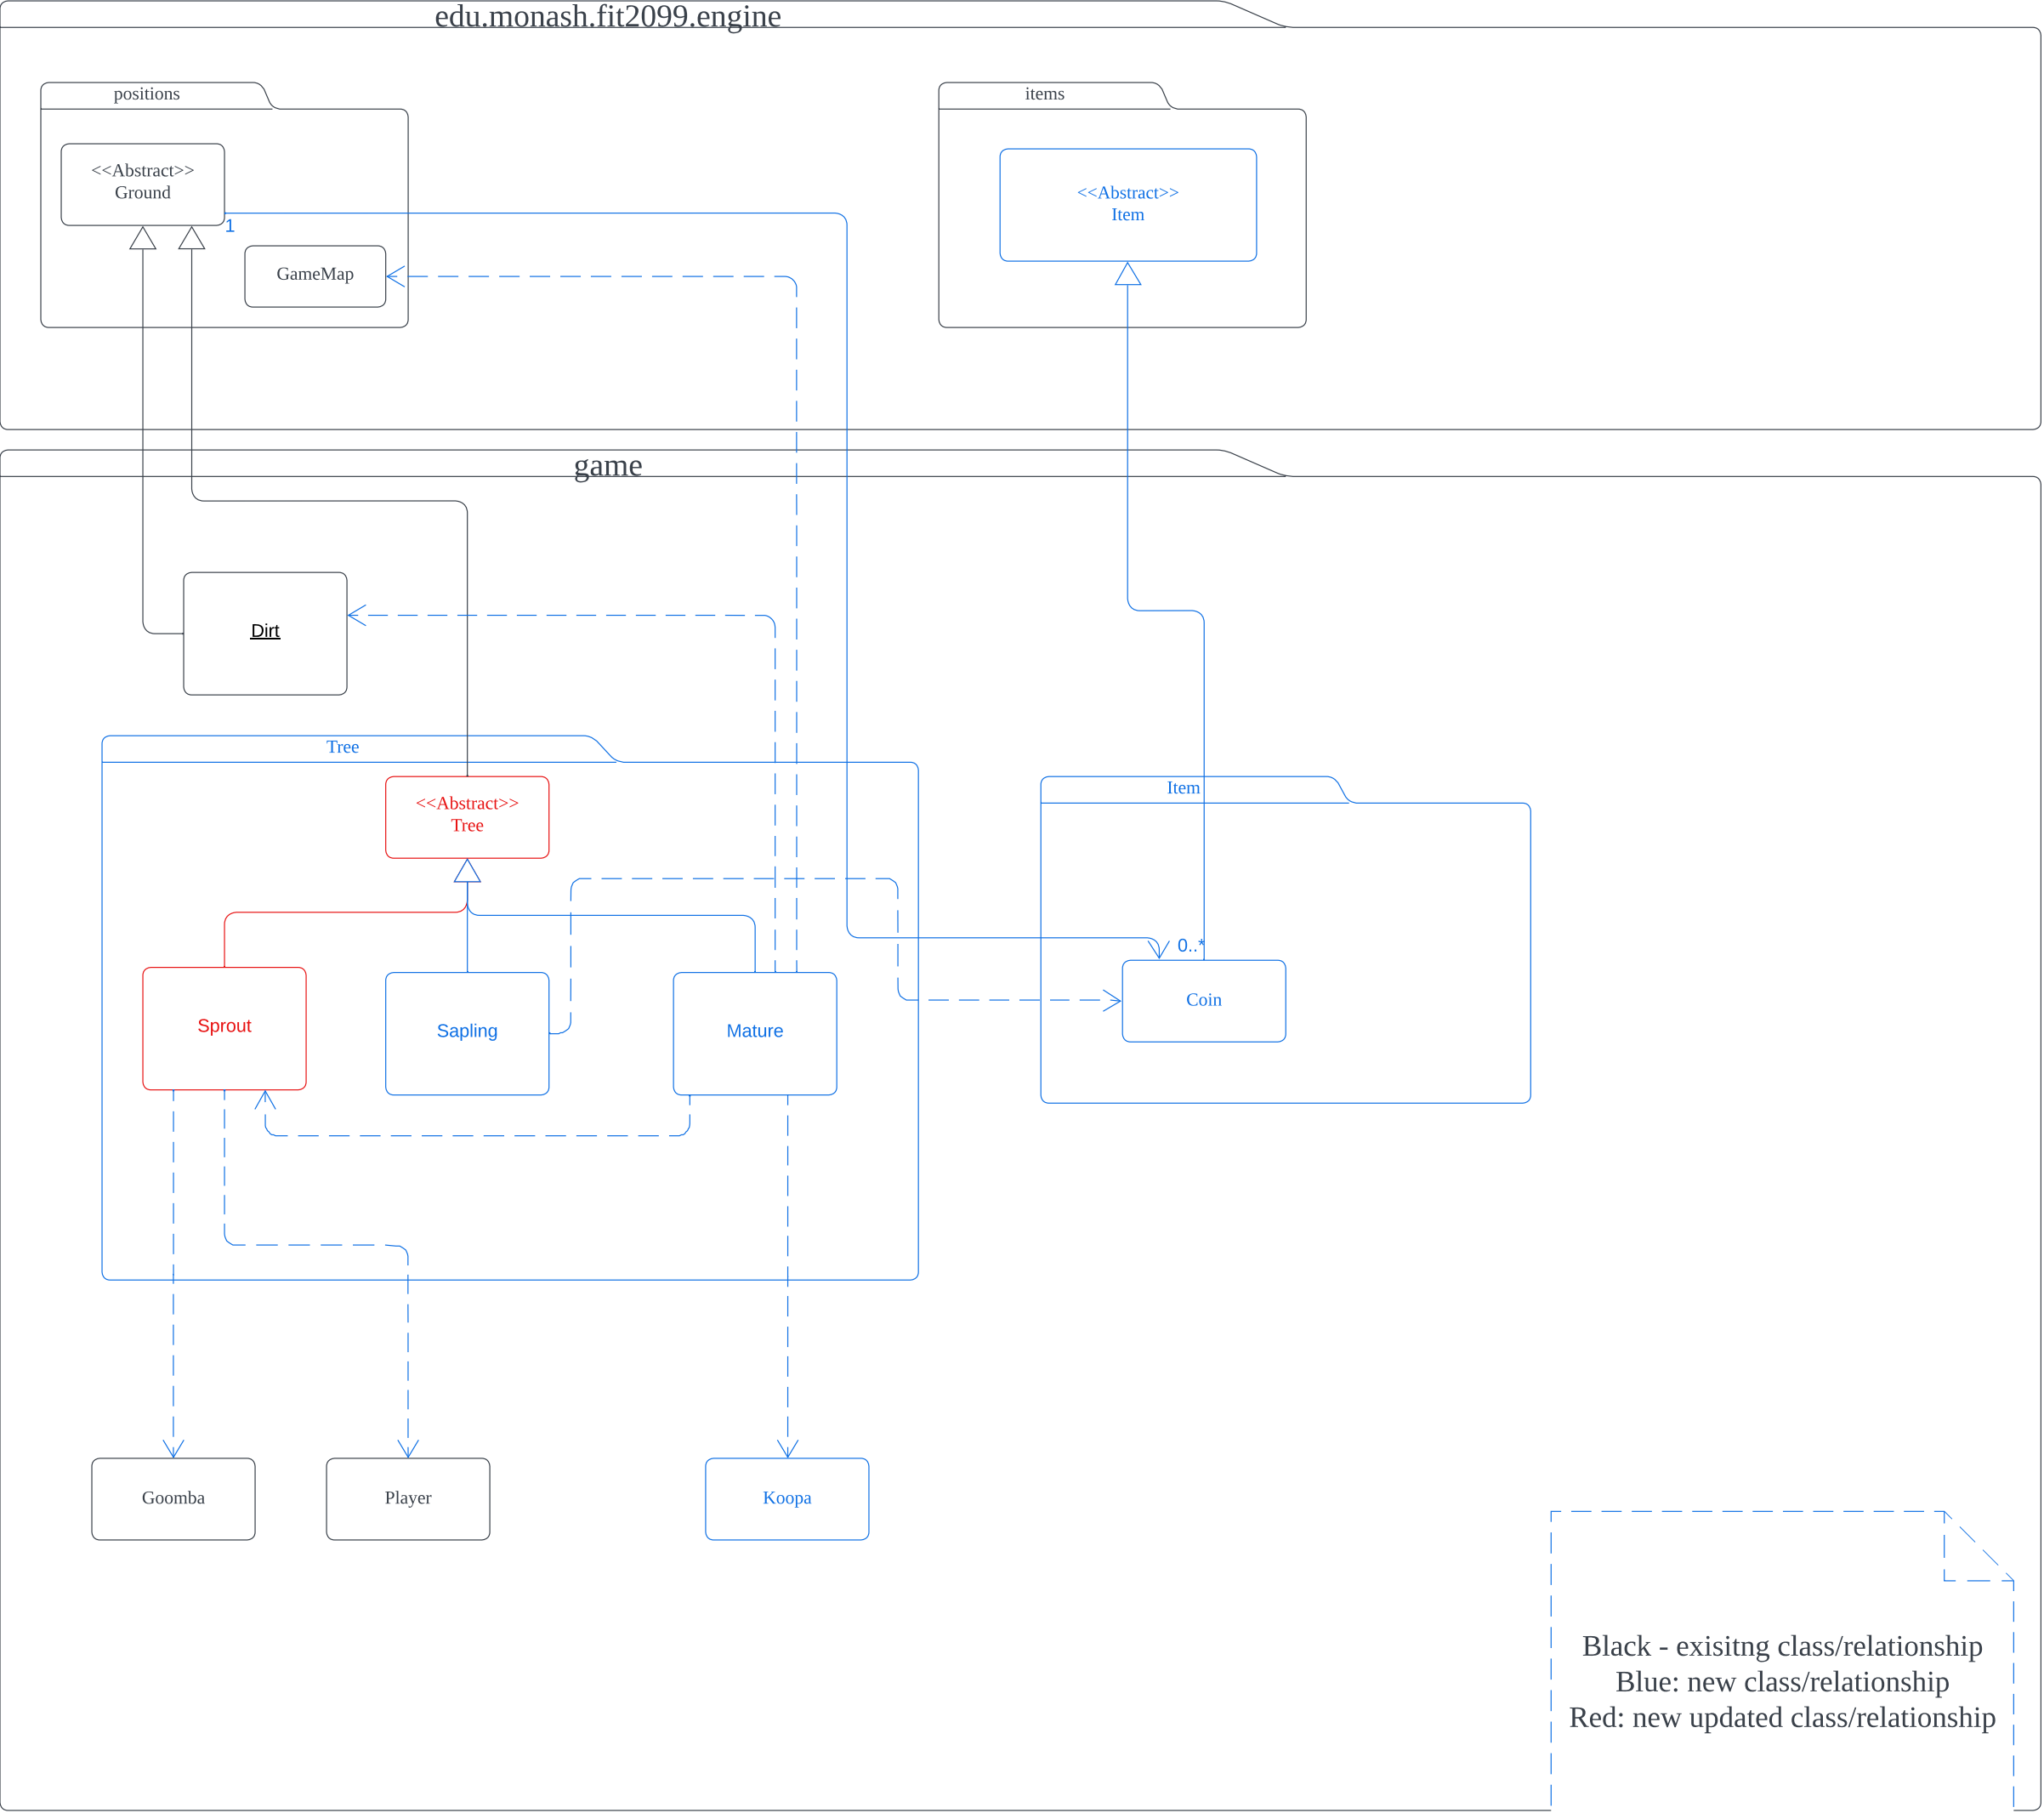 edu.monash.fit2099.engine
positions
items
<<Abstract>>
Ground
<<Abstract>>
Item
1
GameMap
game
Dirt
Tree
Item
<<Abstract>>
Tree
0..*
Coin
Sprout
Sapling
Mature
Goomba
Player
Koopa
Black - exisitng class/relationship
Blue: new class/relationship
Red: new updated class/relationship